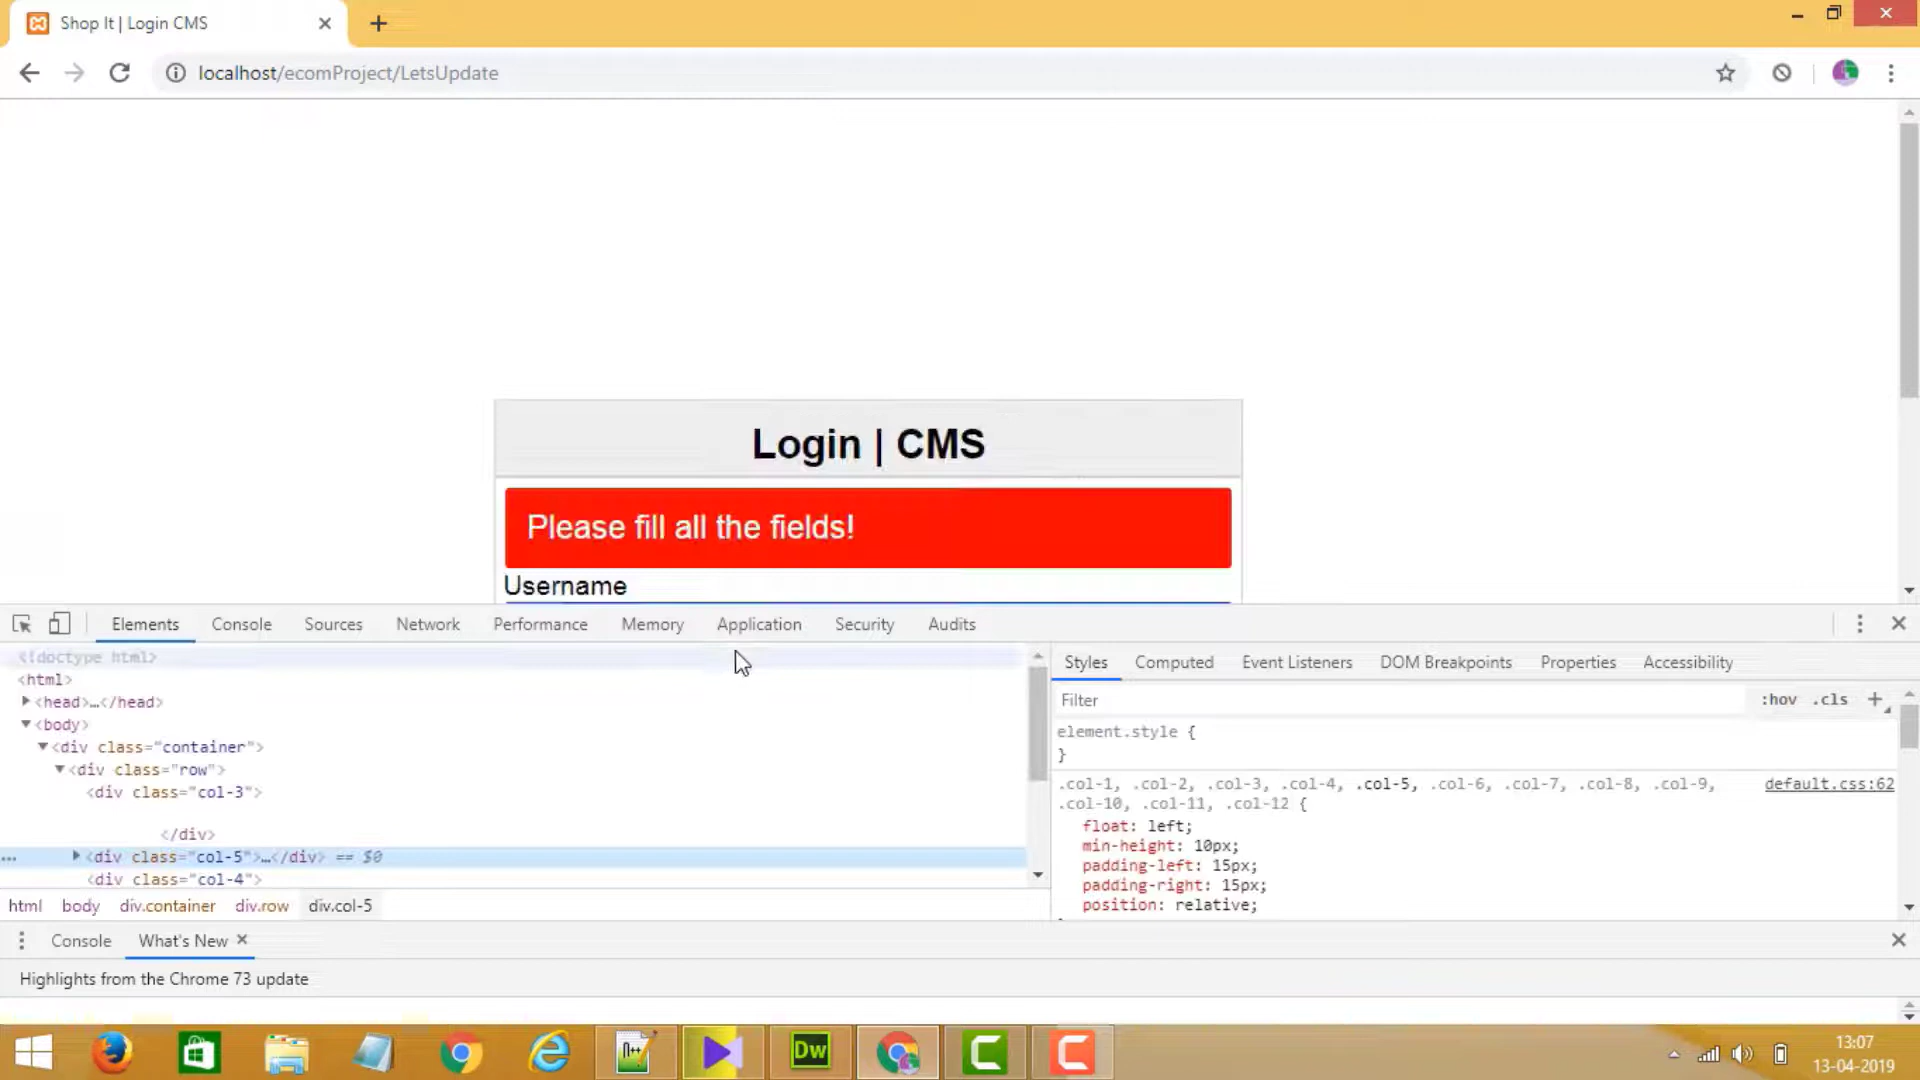 Shop It | Login CMS
localhost/ecomProject/LetsUpdate
Login | CMS
Please fill all the fields!
Username
Elements Console Sources Network Performance Memory Application Security Audits
<!doctype html>
<html>
<head>…</head>
<body>
<div class="container">
<div class="row">
<div class="col-3">
</div>
… <div class="col-5">…</div> == $0
<div class="col-4">
html body div.container div.row div.col-5
Styles Computed Event Listeners DOM Breakpoints Properties Accessibility
Filter :hov .cls +
element.style {
}
.col-1, .col-2, .col-3, .col-4, .col-5, .col-6, .col-7, .col-8, .col-9, default.css:62
.col-10, .col-11, .col-12 {
float: left;
min-height: 10px;
padding-left: 15px;
padding-right: 15px;
position: relative;
Console What's New
Highlights from the Chrome 73 update
Dw
13:07
13-04-2019